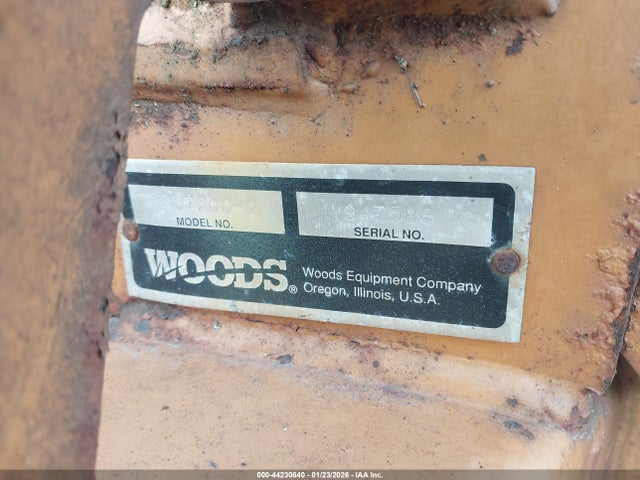 MODEL NO.
SERIAL NO.
WOODS®
Woods Equipment Company
Oregon, Illinois, U.S.A.
000-44230640 - 01/23/2026 - IAA Inc.